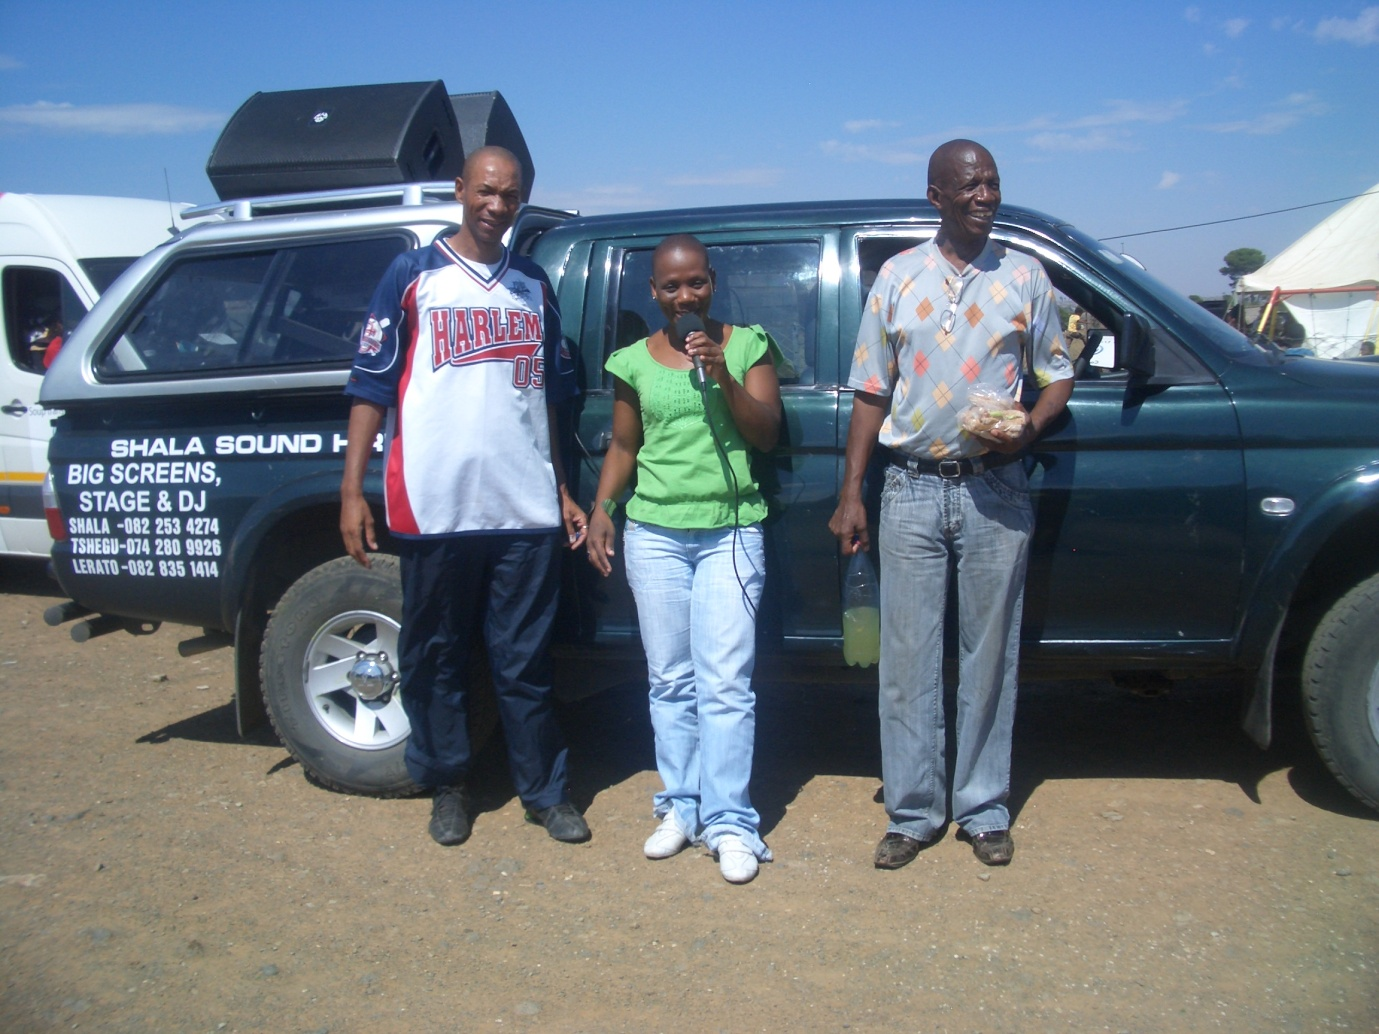 SHALA SOUND HIR
BIG SCREENS,
STAGE & DJ
SHALA -082 253 4274
TSHEGU-074 280 9926
LERATO-082 835 1414
HARLEM
05